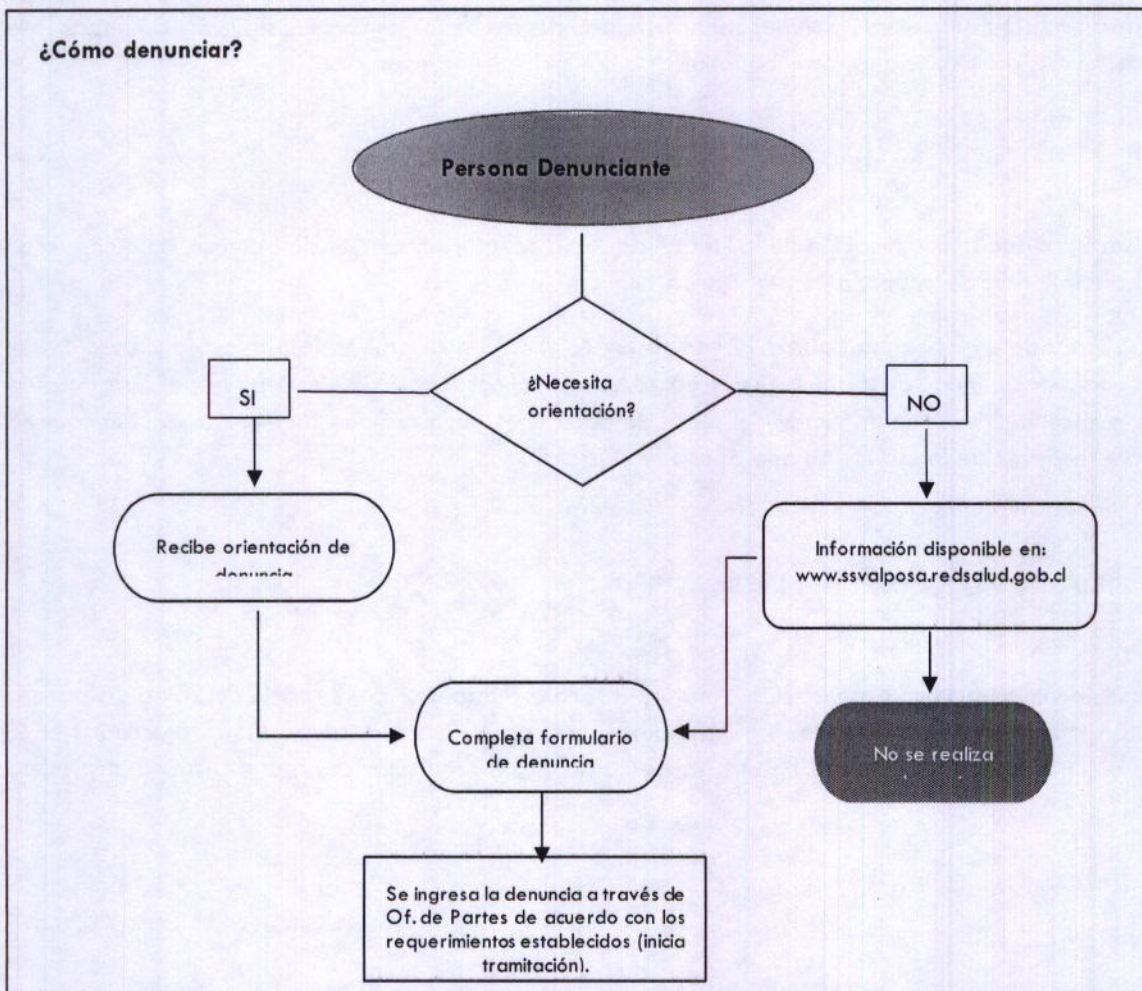 ¿Cómo denunciar?
Persona Denunciante
¿Necesita
orientación?
SI
NO
Recibe orientación de
denuncia
Información disponible en:
www.ssvalposa.redsalud.gob.cl
Completa formulario
de denuncia
No se realiza
Se ingresa la denuncia a través de
Of. de Partes de acuerdo con los
requerimientos establecidos (inicia
tramitación).